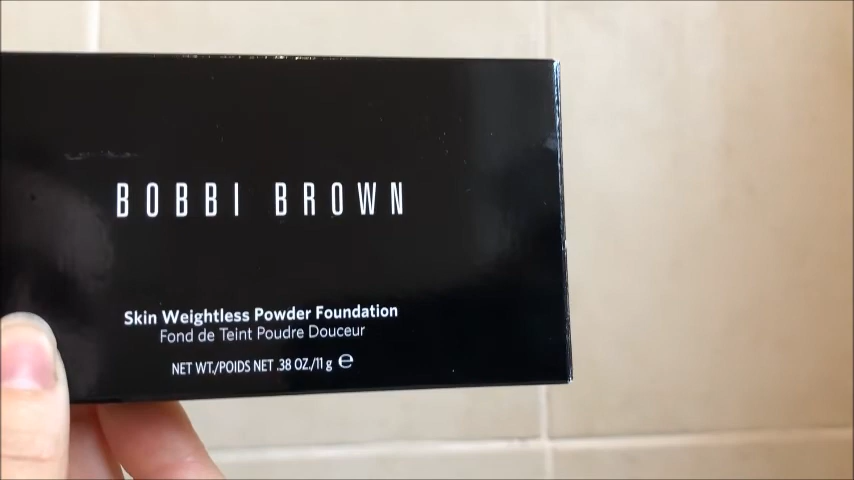 BOBBI BROWN
Skin Weightless Powder Foundation
Fond de Teint Poudre Douceur
NET WT./POIDS NET .38 OZ./11 g ℮